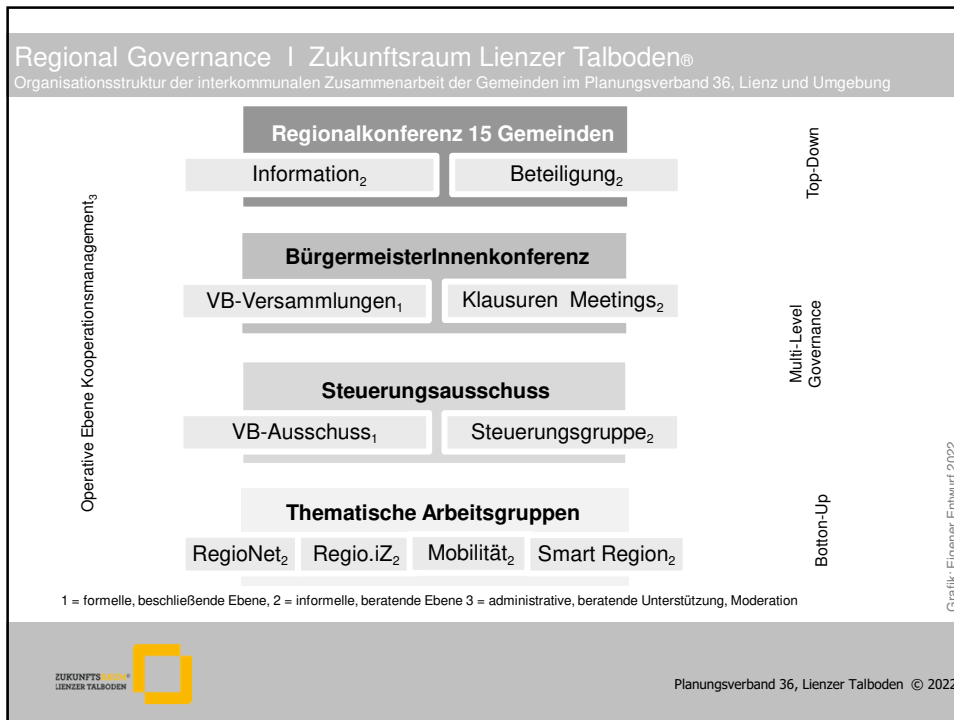 Regional Governance I Zukunftsraum Lienzer Talboden®
Organisationsstruktur der interkommunalen Zusammenarbeit der Gemeinden im Planungsverband 36, Lienz und Umgebung
Operative Ebene Kooperationsmanagement₃
Regionalkonferenz 15 Gemeinden
Information₂ Beteiligung₂
BürgermeisterInnenkonferenz
VB-Versammlungen₁ Klausuren Meetings₂
Steuerungsausschuss
VB-Ausschuss₁ Steuerungsgruppe₂
Thematische Arbeitsgruppen
RegioNet₂ Regio.iZ₂ Mobilität₂ Smart Region₂
Top-Down
Multi-Level
Governance
Botton-Up
Grafik: Eigener Entwurf 2022
1 = formelle, beschließende Ebene, 2 = informelle, beratende Ebene 3 = administrative, beratende Unterstützung, Moderation
ZUKUNFTSRAUM®
LIENZER TALBODEN
Planungsverband 36, Lienzer Talboden © 2022